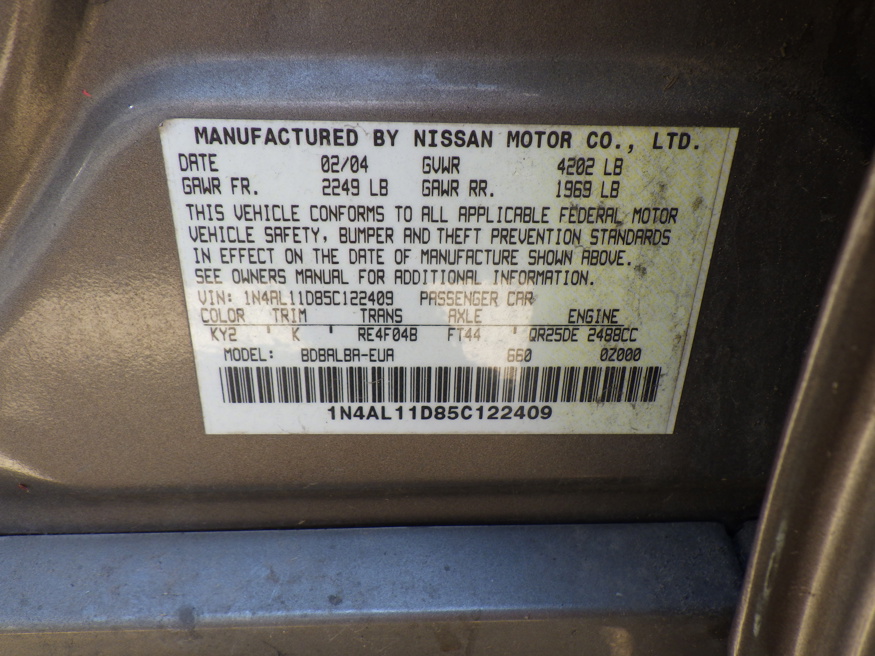 MANUFACTURED BY NISSAN MOTOR CO., LTD.
DATE 02/04 GVWR 4202 LB
GAWR FR. 2249 LB GAWR RR. 1969 LB
THIS VEHICLE CONFORMS TO ALL APPLICABLE FEDERAL MOTOR
VEHICLE SAFETY, BUMPER AND THEFT PREVENTION STANDARDS
IN EFFECT ON THE DATE OF MANUFACTURE SHOWN ABOVE.
SEE OWNERS MANUAL FOR ADDITIONAL INFORMATION.
VIN: 1N4AL11D85C122409 PASSENGER CAR
COLOR TRIM TRANS AXLE ENGINE
KY2 K RE4F04B FT44 QR25DE 2488CC
MODEL: BDBALBA-EUA 660 0Z000
1N4AL11D85C122409